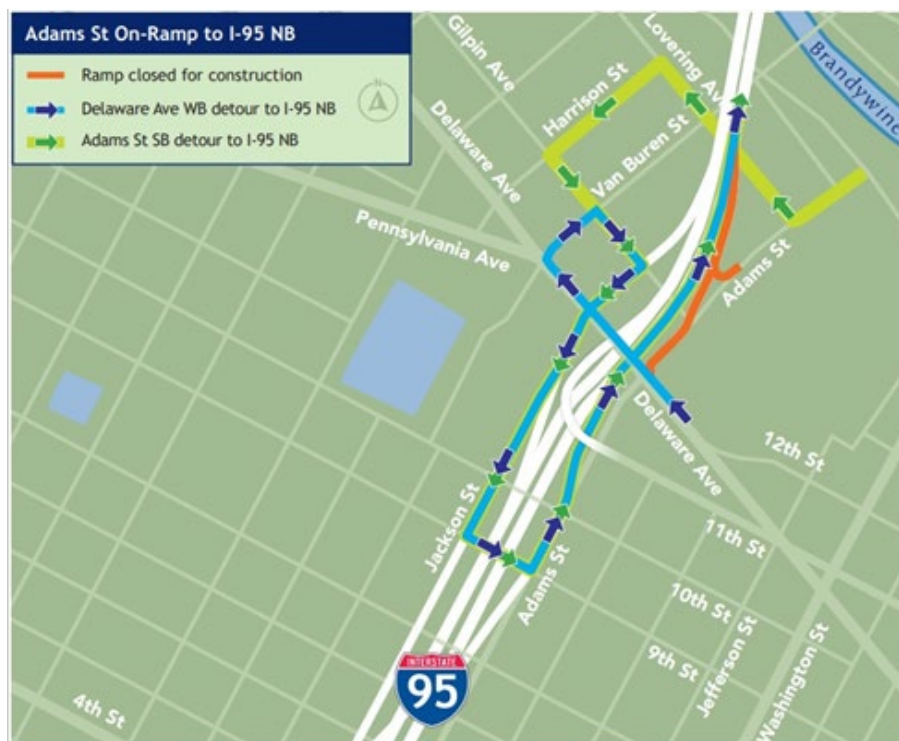 Adams St On-Ramp to I-95 NB
Ramp closed for construction
N
Delaware Ave WB detour to I-95 NB
Adams St SB detour to I-95 NB
Gilpin Ave
Lovering Ave
Brandywine
Harrison St
Delaware Ave
Van Buren St
Pennsylvania Ave
Adams St
Delaware Ave
12th St
11th St
Jackson St
Adams St
10th St
9th St
Jefferson St
Washington St
INTERSTATE
95
4th St